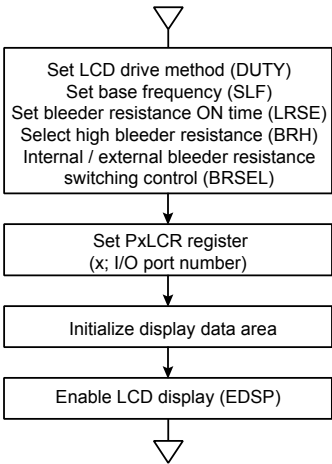 Set LCD drive method (DUTY)
Set base frequency (SLF)
Set bleeder resistance ON time (LRSE)
Select high bleeder resistance (BRH)
Internal / external bleeder resistance
switching control (BRSEL)
Set PxLCR register
(x; I/O port number)
Initialize display data area
Enable LCD display (EDSP)